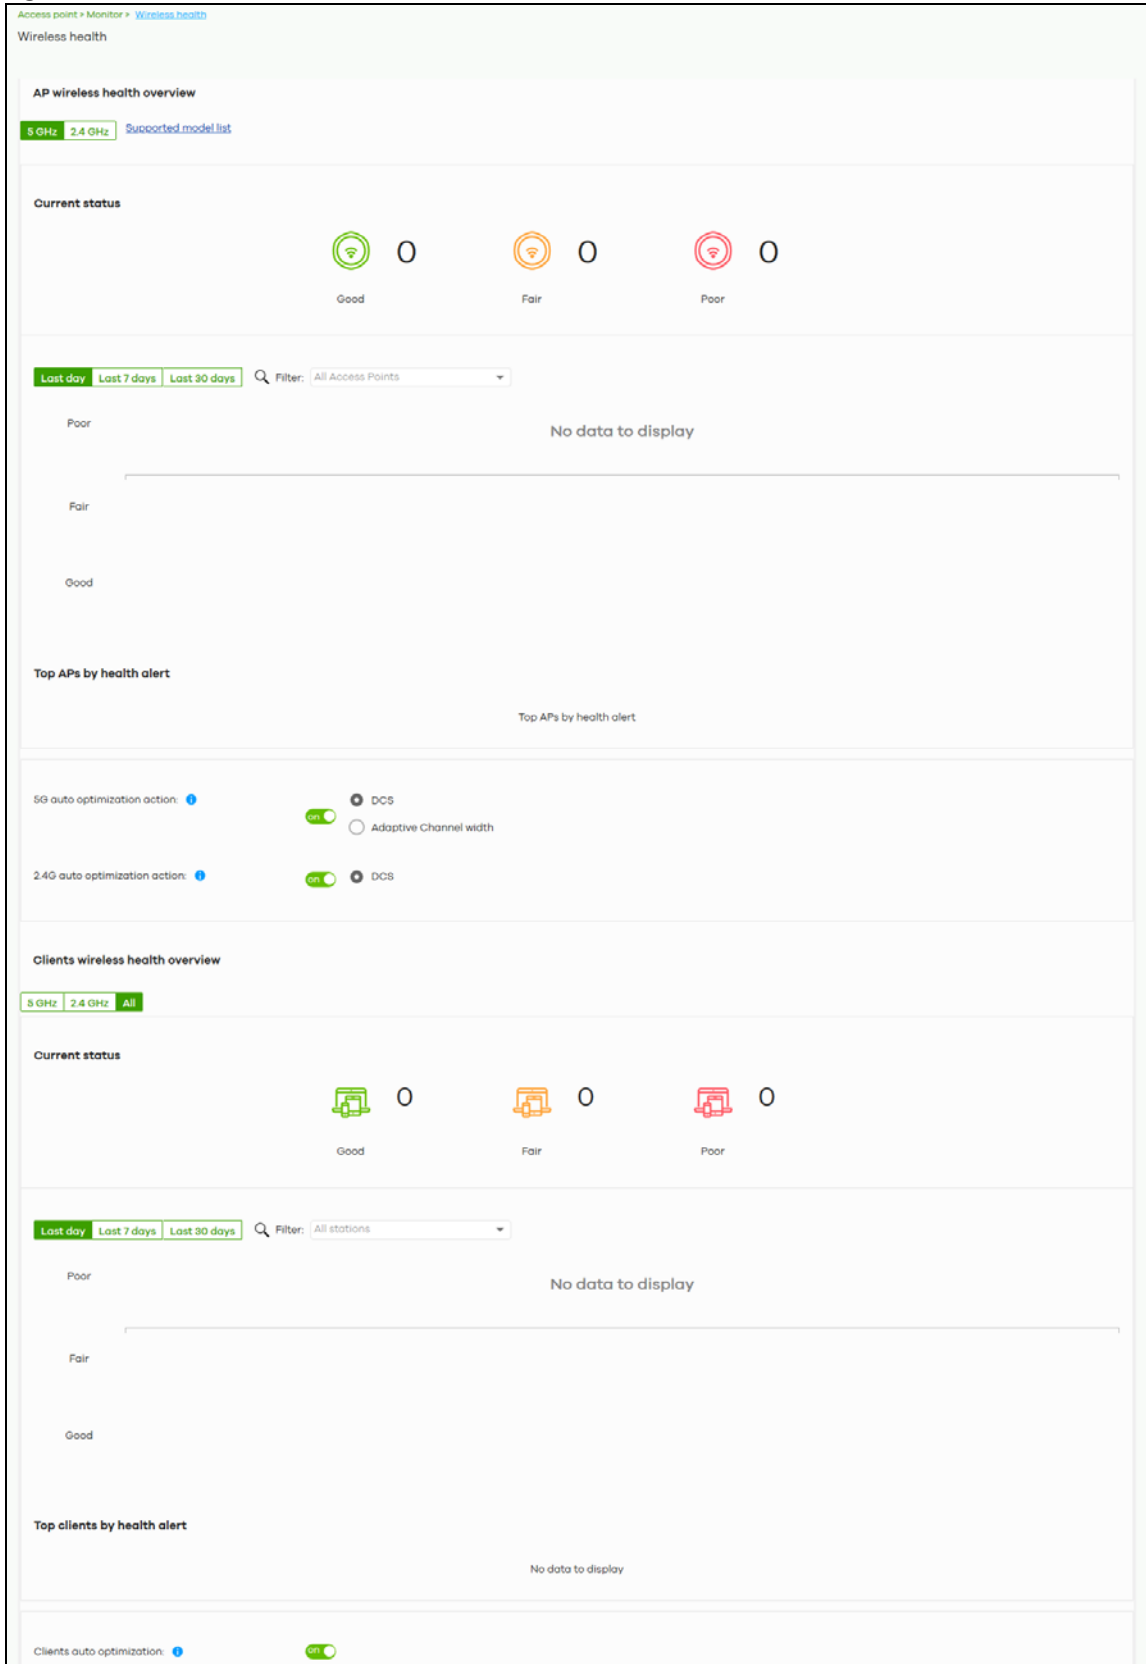 Access point > Monitor > Wireless health
Wireless health
AP wireless health overview
5 GHz 2.4 GHz Supported model list
Current status
0 0 0
Good Fair Poor
Last day Last 7 days Last 30 days Filter: All Access Points
Poor
No data to display
Fair
Good
Top APs by health alert
Top APs by health alert
5G auto optimization action: i
on DCS
Adaptive Channel width
2.4G auto optimization action: i on DCS
Clients wireless health overview
5 GHz 2.4 GHz All
Current status
0 0 0
Good Fair Poor
Last day Last 7 days Last 30 days Filter: All stations
Poor
No data to display
Fair
Good
Top clients by health alert
No data to display
Clients auto optimization: i on